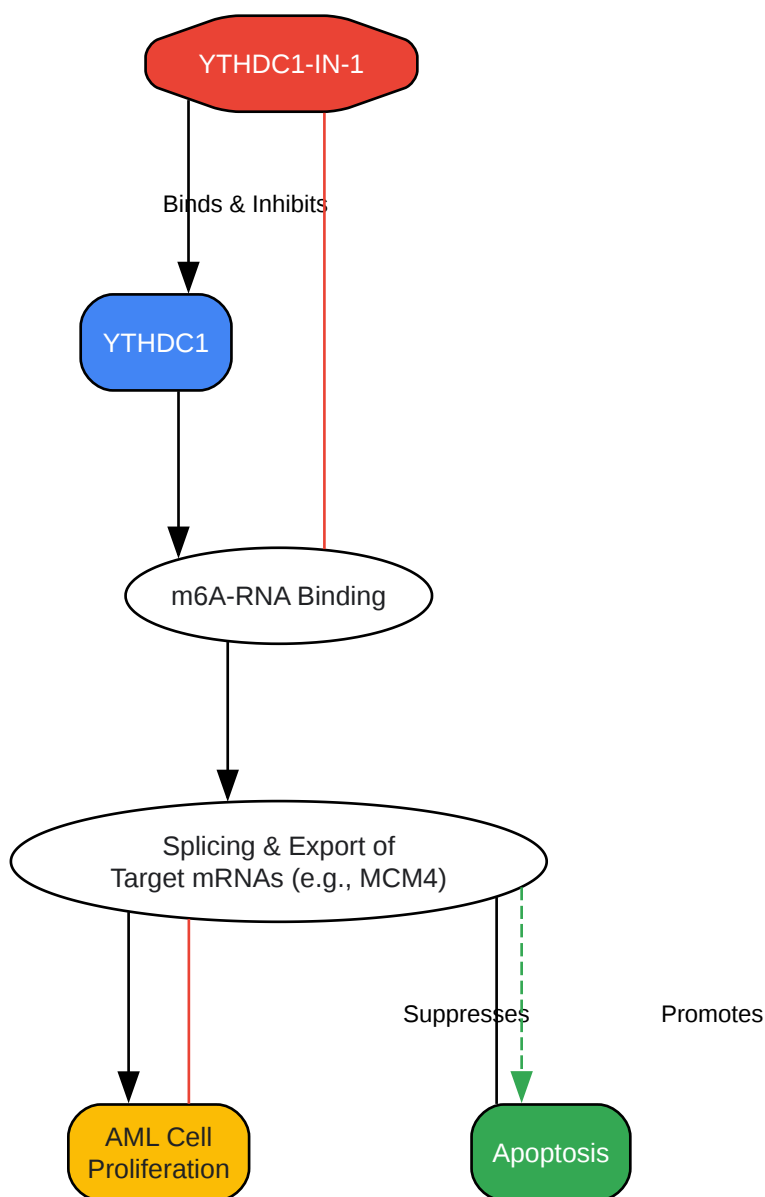 YTHDC1-IN-1
Binds & Inhibits
YTHDC1
m6A-RNA Binding
Splicing & Export of
Target mRNAs (e.g., MCM4)
Suppresses
Promotes
AML Cell
Proliferation
Apoptosis